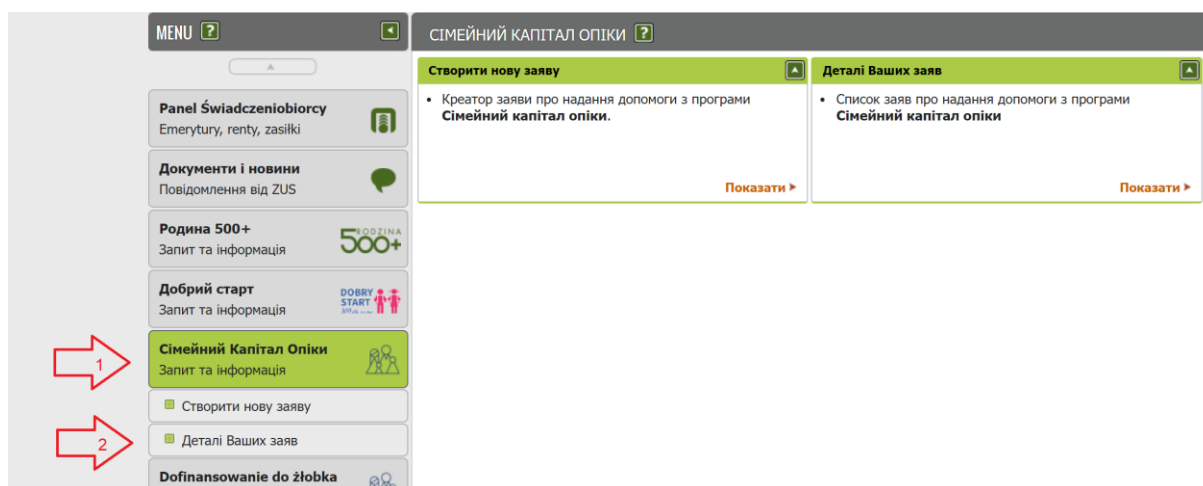 MENU ?
Panel Świadczeniobiorcy
Emerytury, renty, zasiłki
Документи і новини
Повідомлення від ZUS
Родина 500+
Запит та інформація
RODZINA
500+
Добрий старт
Запит та інформація
DOBRY
START
1
Сімейний Капітал Опіки
Запит та інформація
Створити нову заяву
2
Деталі Ваших заяв
Dofinansowanie do żłobka
СІМЕЙНИЙ КАПІТАЛ ОПІКИ ?
Створити нову заяву
• Креатор заяви про надання допомоги з програми
Сімейний капітал опіки.
Показати
Деталі Ваших заяв
• Список заяв про надання допомоги з програми
Сімейний капітал опіки
Показати